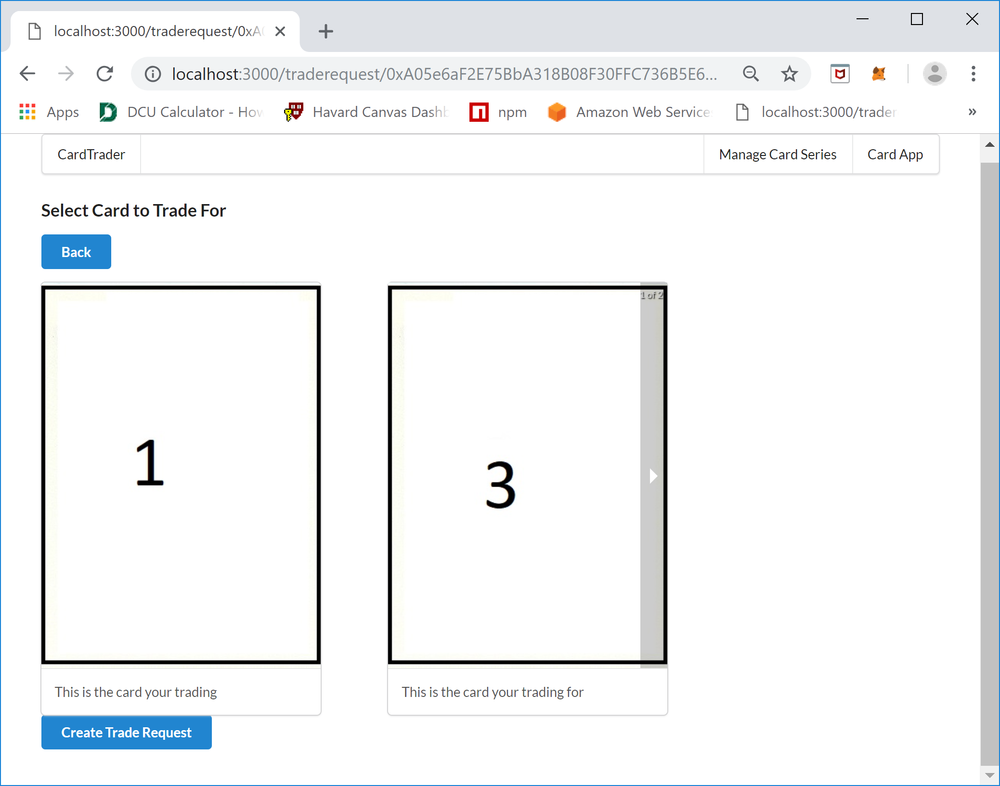 localhost:3000/traderequest/0xA
localhost:3000/traderequest/0xA05e6aF2E75BbA318B08F30FFC736B5E6...
Apps DCU Calculator - How Havard Canvas Dashb npm Amazon Web Services localhost:3000/trader »
CardTrader Manage Card Series Card App
Select Card to Trade For
Back
1 of 2
1
3
This is the card your trading
This is the card your trading for
Create Trade Request